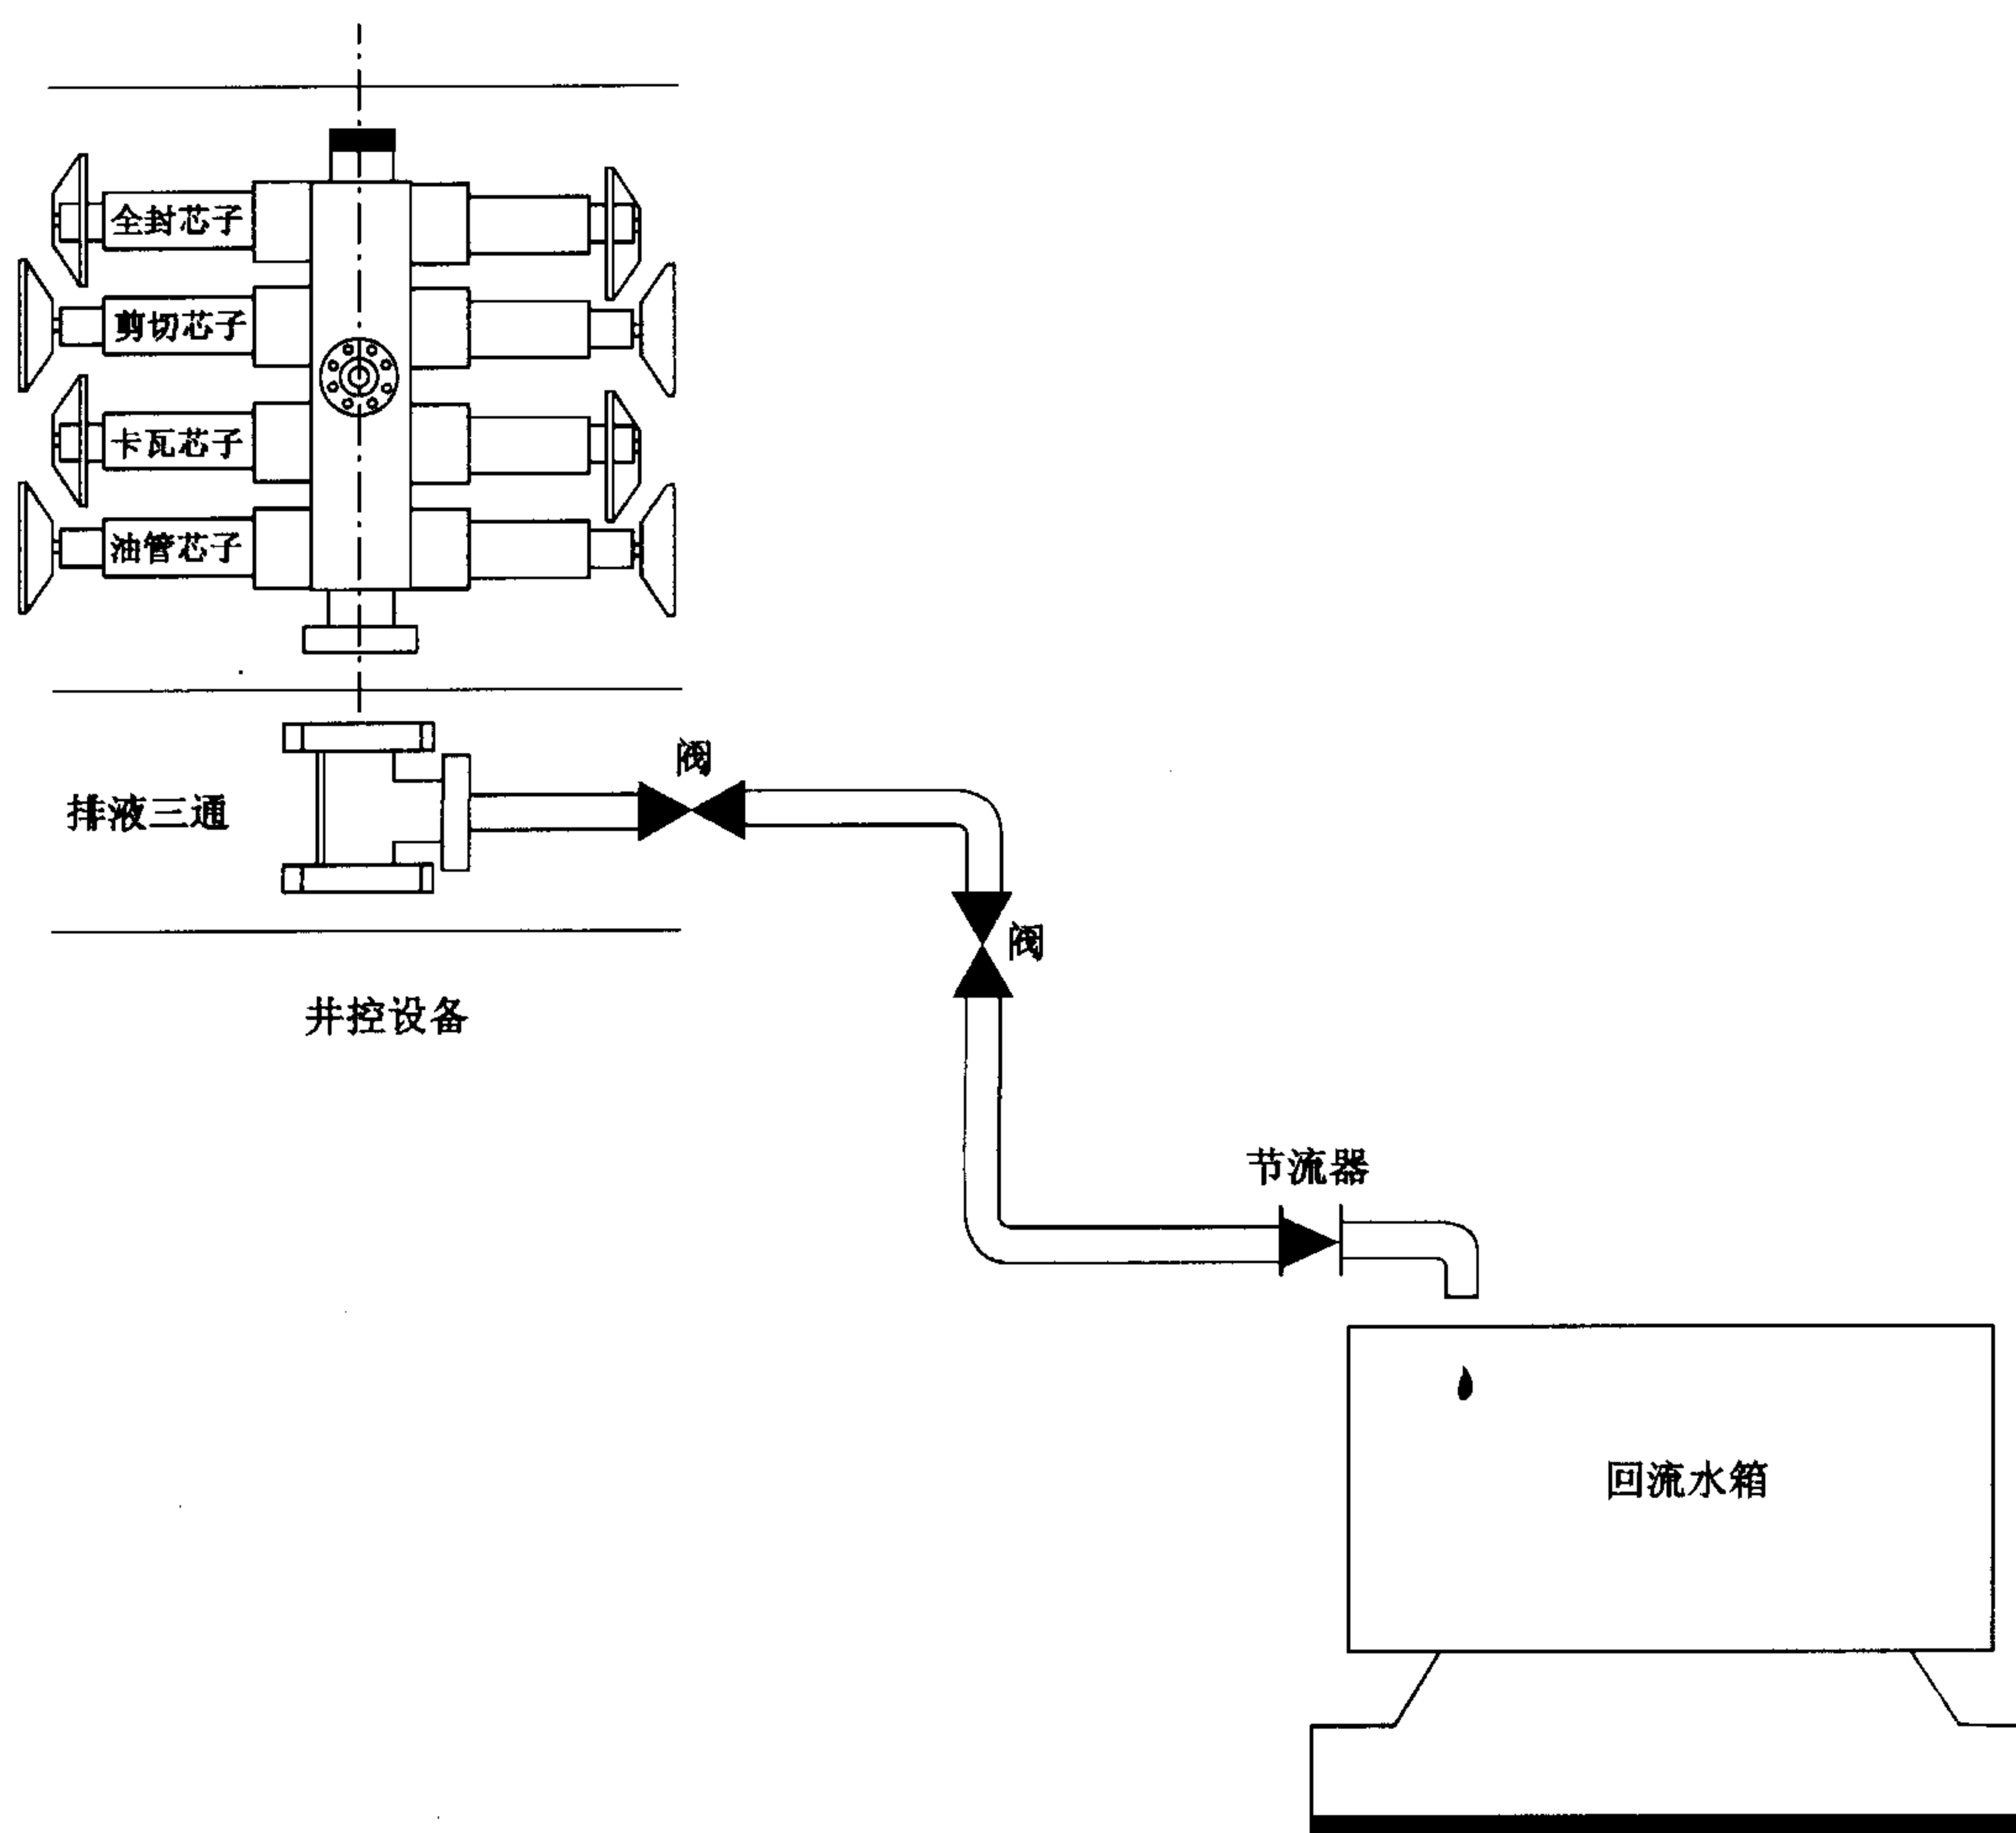 全封芯子
剪切芯子
卡瓦芯子
油管芯子
阀
排液三通
阀
井控设备
节流器
回流水箱